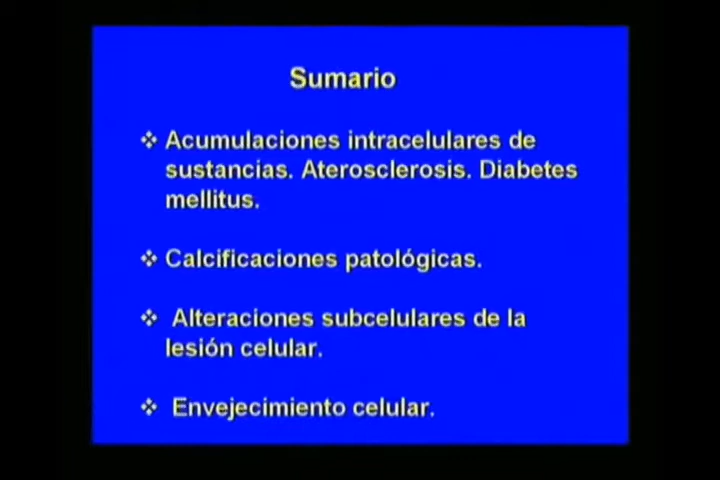 Sumario
❖ Acumulaciones intracelulares de
sustancias. Aterosclerosis. Diabetes
mellitus.
❖ Calcificaciones patológicas.
❖ Alteraciones subcelulares de la
lesión celular.
❖ Envejecimiento celular.